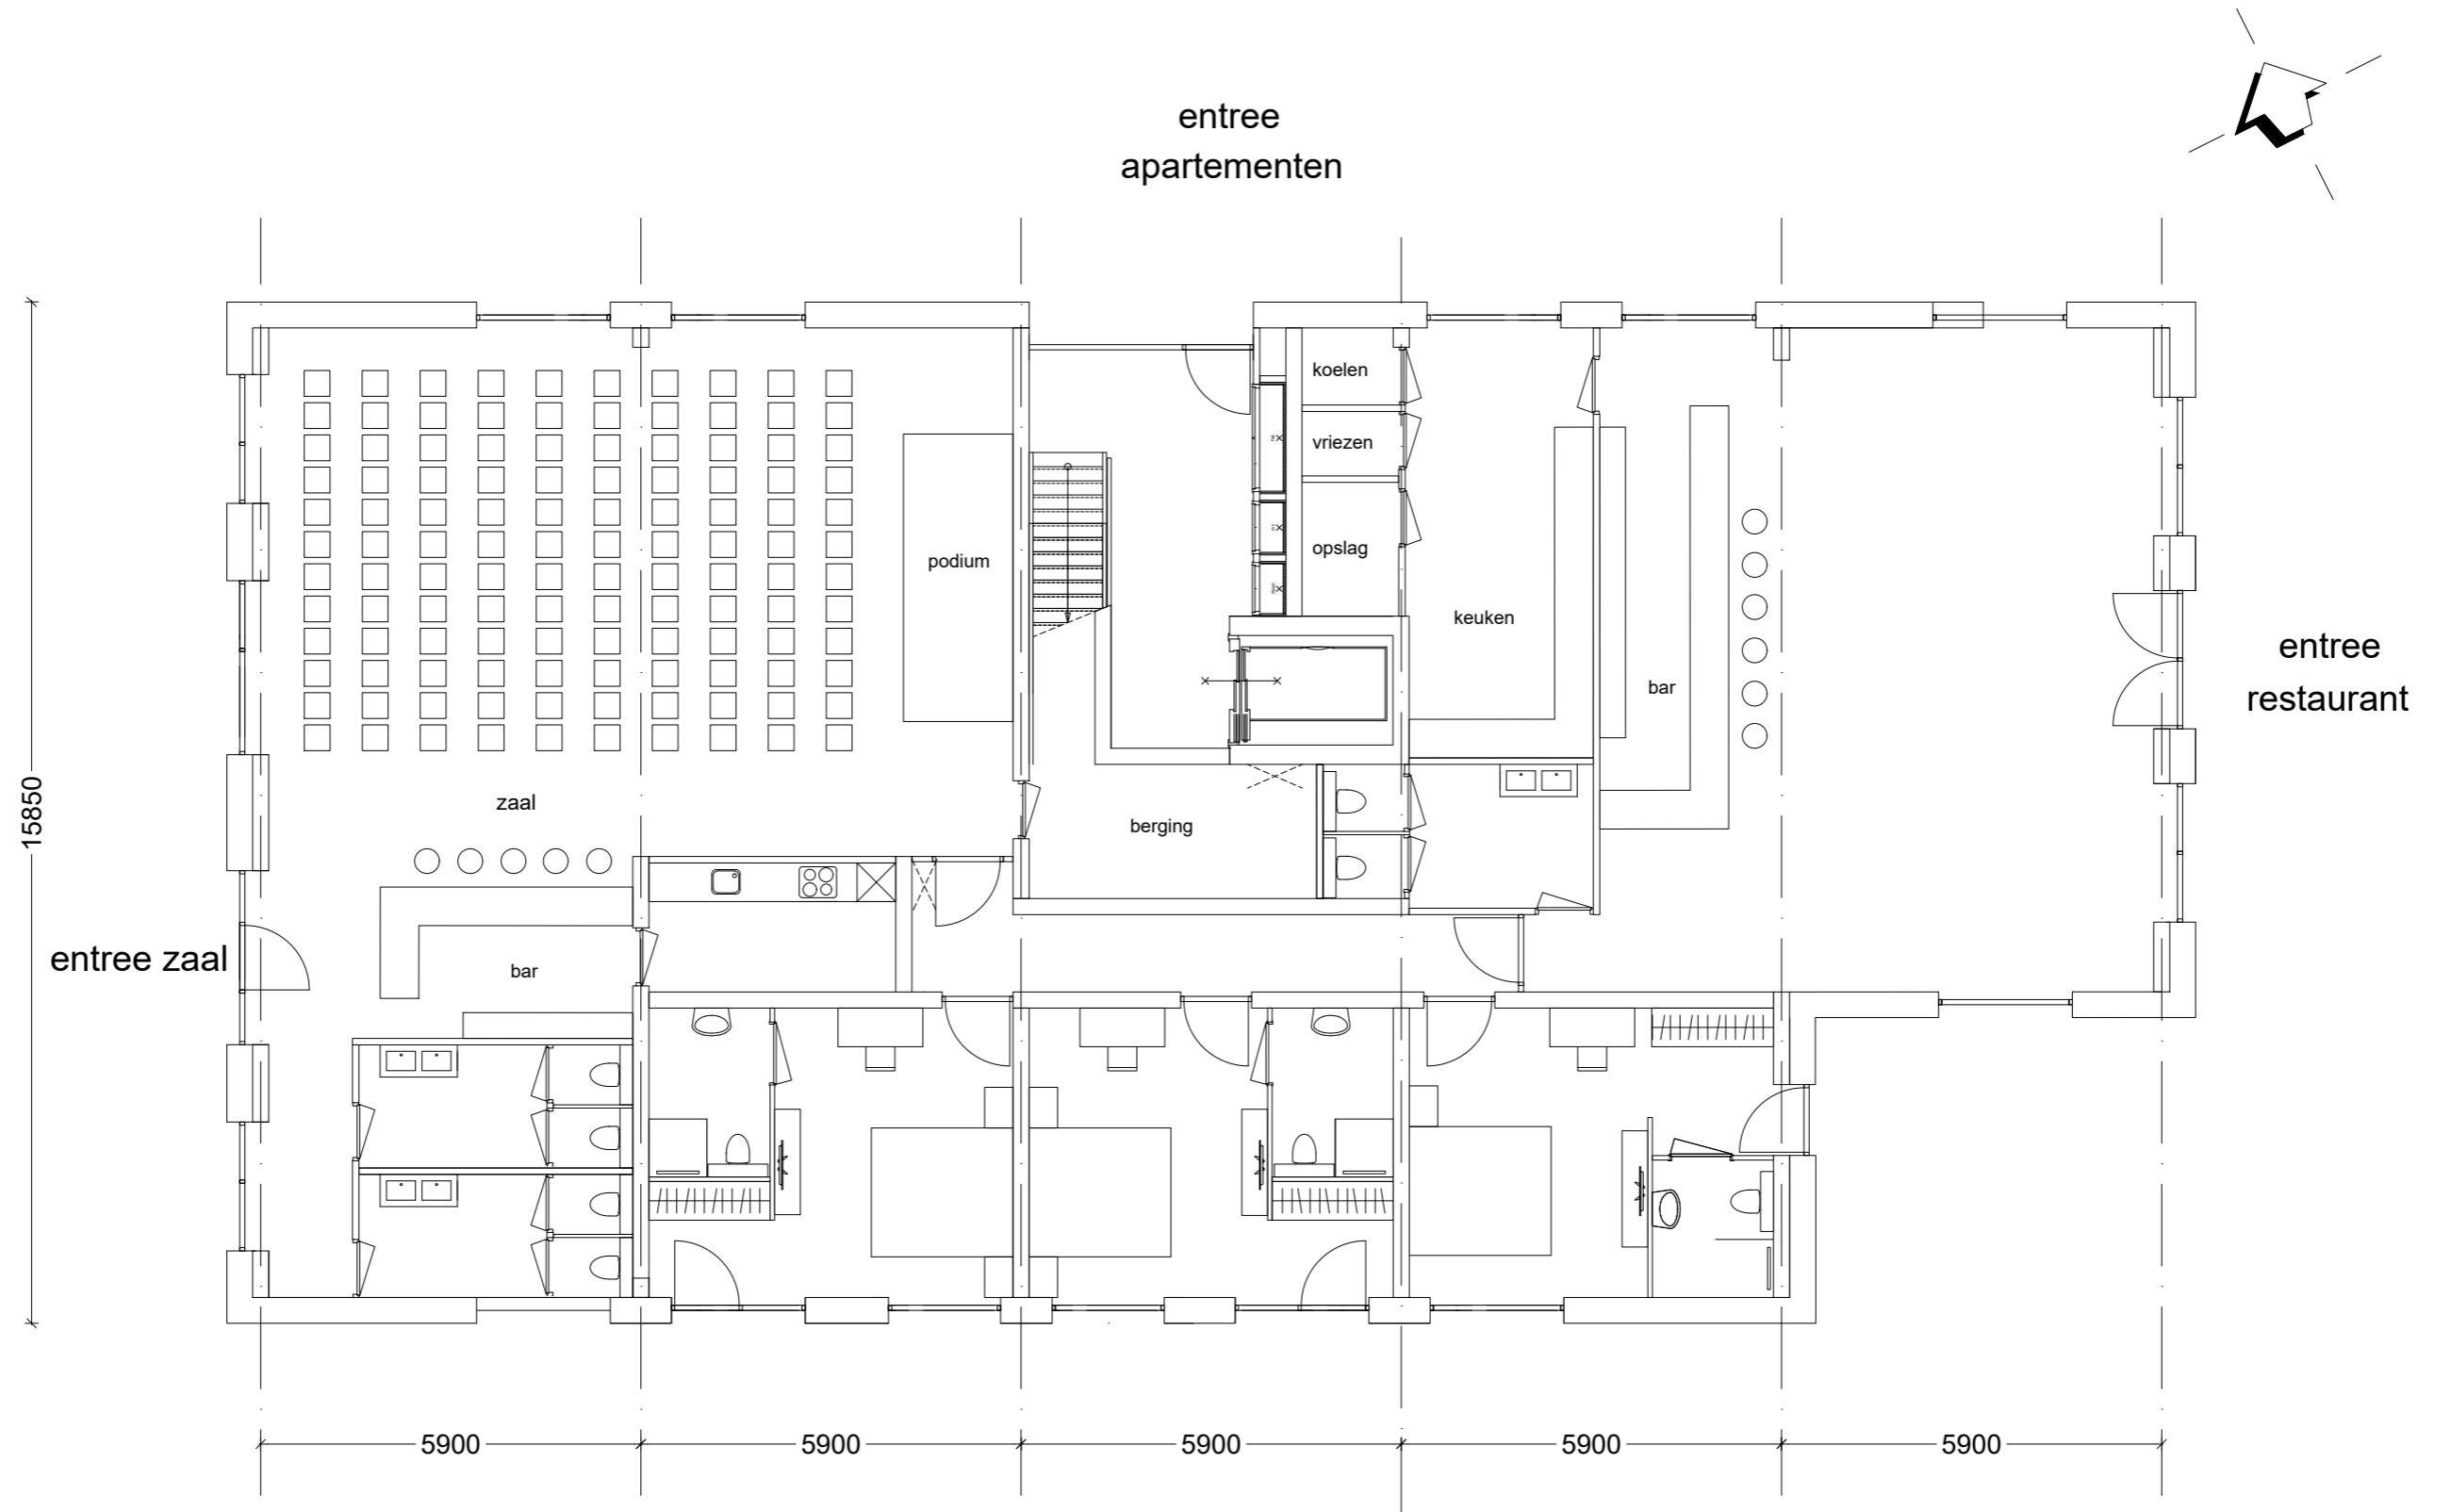 entree
apartementen
koelen
vriezen
podium
opslag
keuken
entree
restaurant
bar
15850
zaal
berging
entree zaal
bar
5900
5900
5900
5900
5900